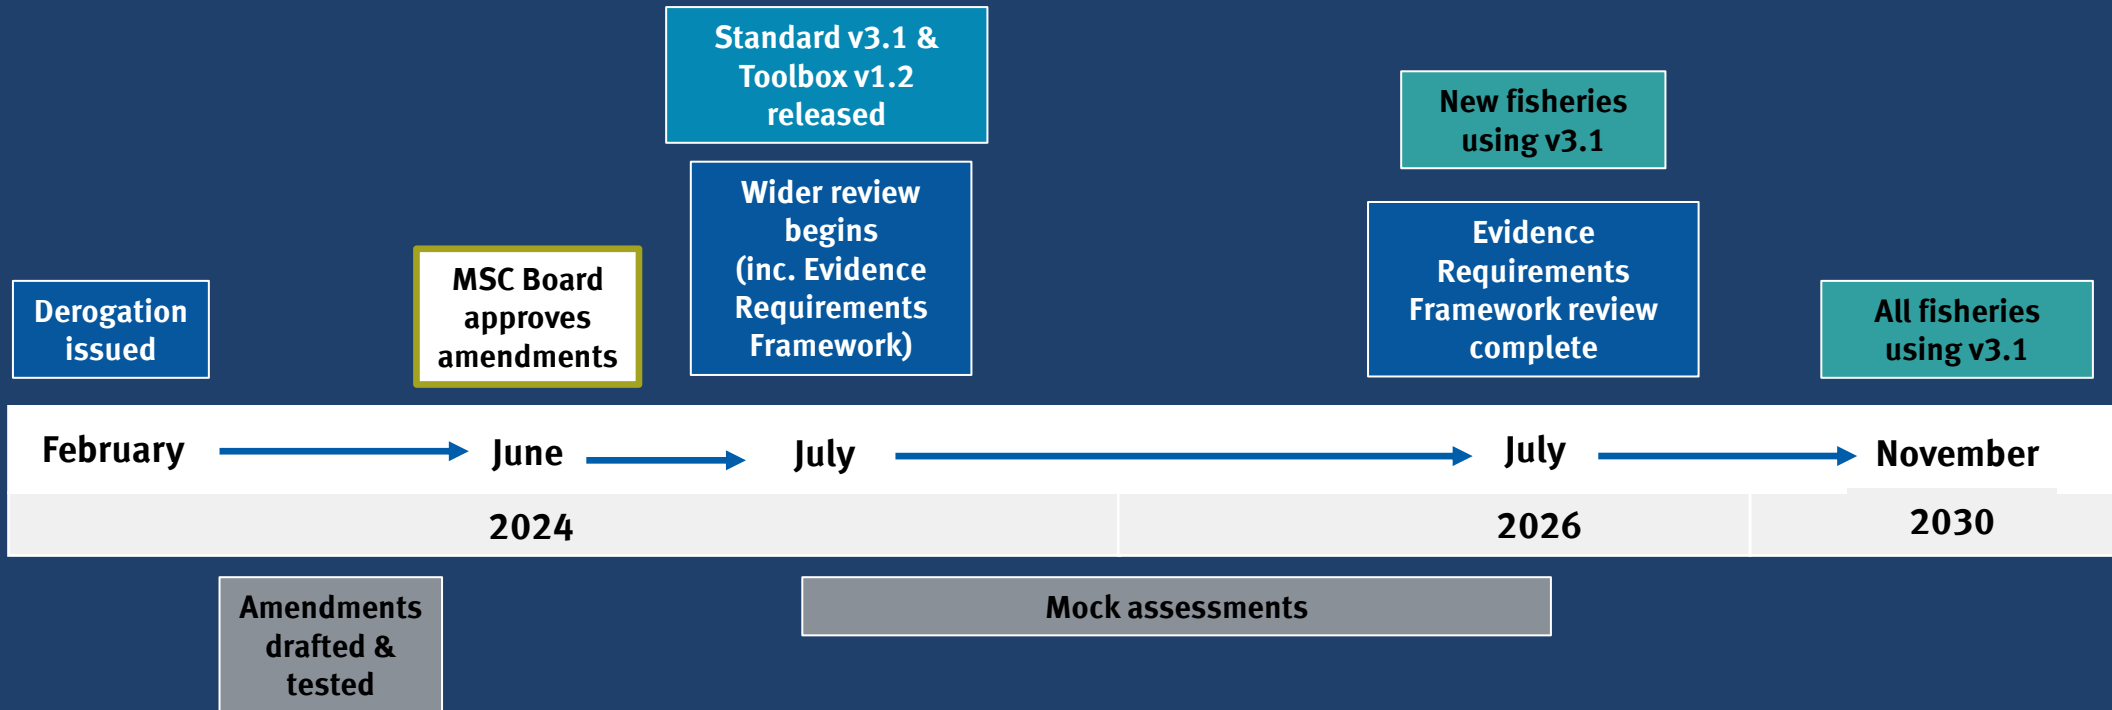 Standard v3.1 &
Toolbox v1.2
released
New fisheries
using v3.1
Wider review
begins
(inc. Evidence
Requirements
Framework)
Evidence
Requirements
Framework review
complete
MSC Board
approves
amendments
Derogation
issued
All fisheries
using v3.1
February
June
July
July
November
2024
2026
2030
Amendments
drafted &
tested
Mock assessments